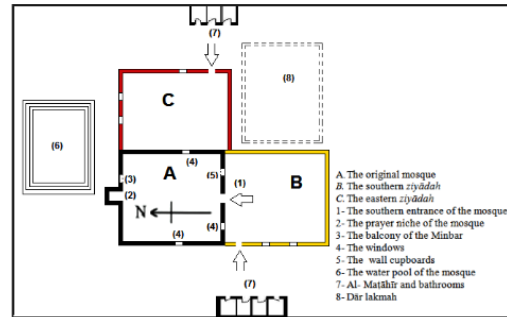 (7)
(8)
C
(6)
(4)
A
(5)
(3)
(1)
B
(2)
N
(4)
(4)
(7)
A. The original mosque
B. The southern ziyādah
C. The eastern ziyādah
1- The southern entrance of the mosque
2- The prayer niche of the mosque
3- The balcony of the Minbar
4- The windows
5- The wall cupboards
6- The water pool of the mosque
7- Al- Maṭāhīr and bathrooms
8- Dār lakmah